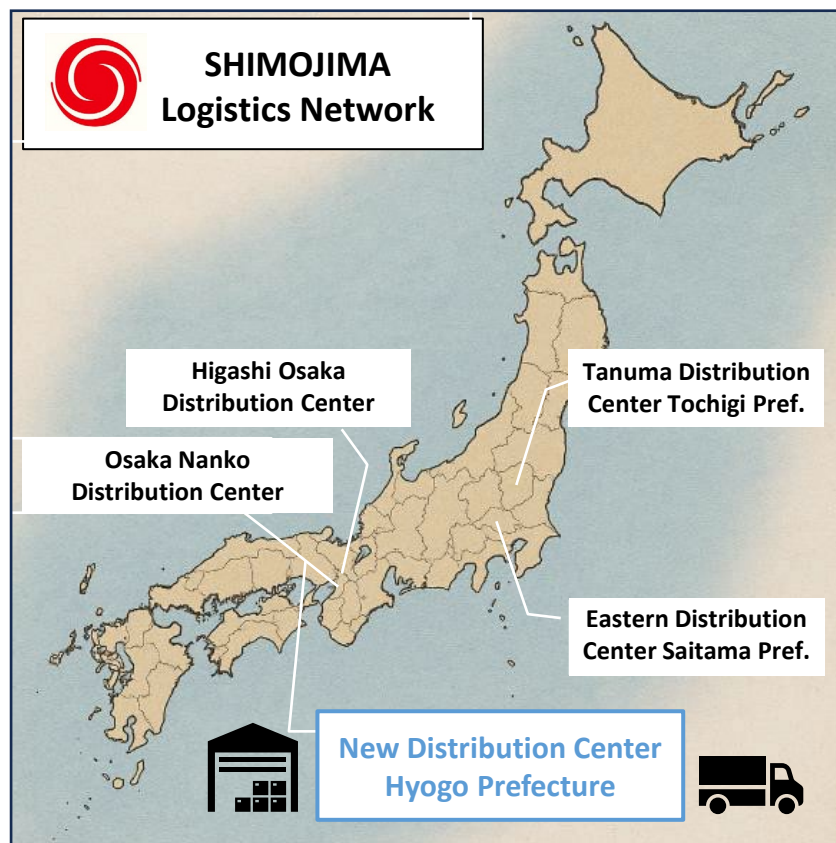 SHIMOJIMA
Logistics Network
Higashi Osaka
Distribution Center
Tanuma Distribution
Center Tochigi Pref.
Osaka Nanko
Distribution Center
Eastern Distribution
Center Saitama Pref.
New Distribution Center
Hyogo Prefecture